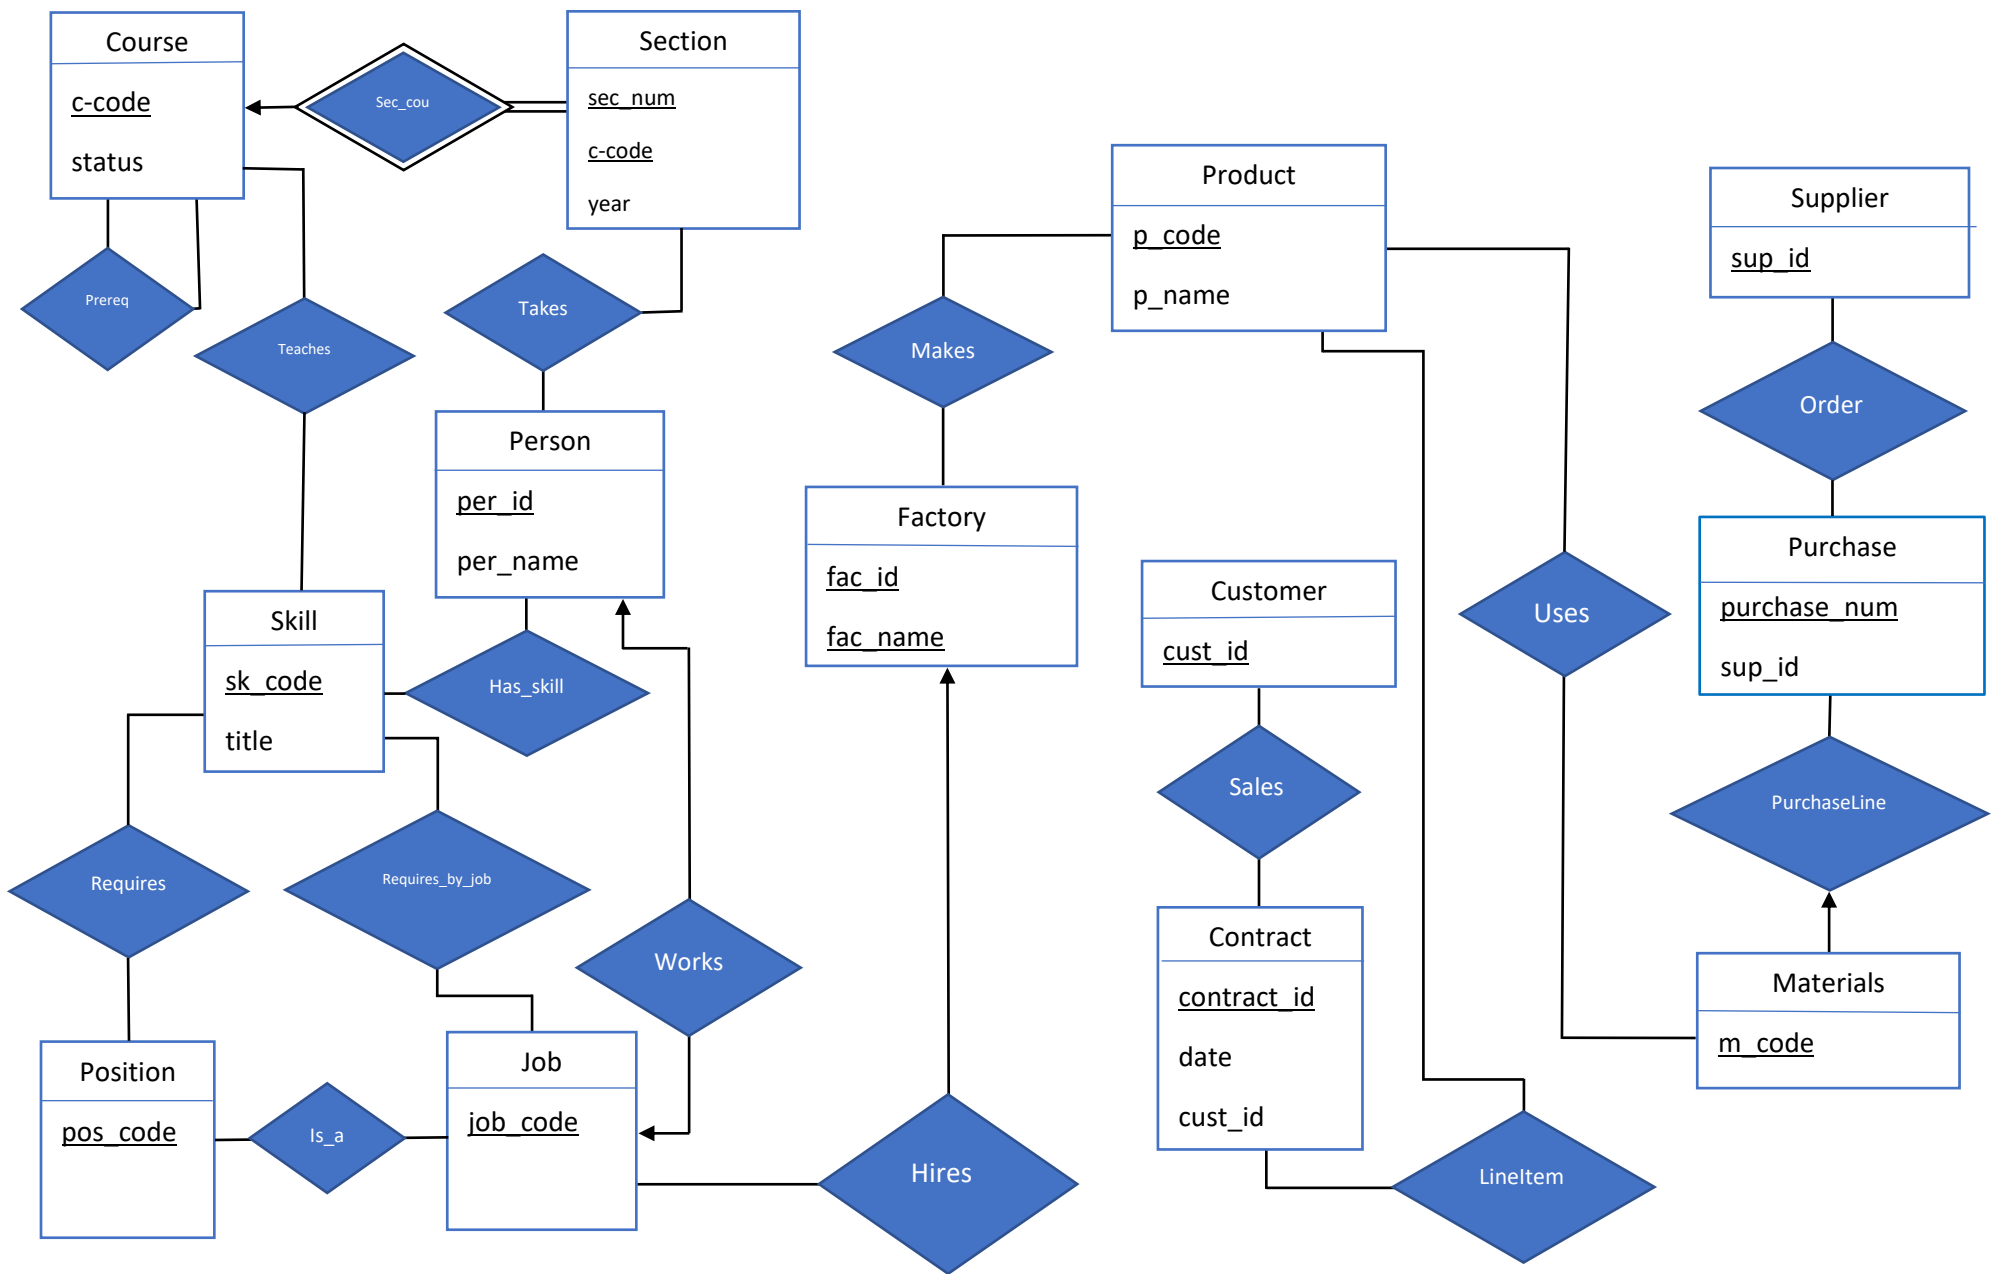 Course
c-code
status
Sec_cou
Section
sec_num
c-code
year
Prereq
Teaches
Takes
Person
per_id
per_name
Skill
sk_code
title
Has_skill
Requires
Requires_by_job
Works
Position
pos_code
Is_a
Job
job_code
Hires
Product
p_code
p_name
Makes
Factory
fac_id
fac_name
Customer
cust_id
Sales
Contract
contract_id
date
cust_id
LineItem
Uses
Supplier
sup_id
Order
Purchase
purchase_num
sup_id
PurchaseLine
Materials
m_code